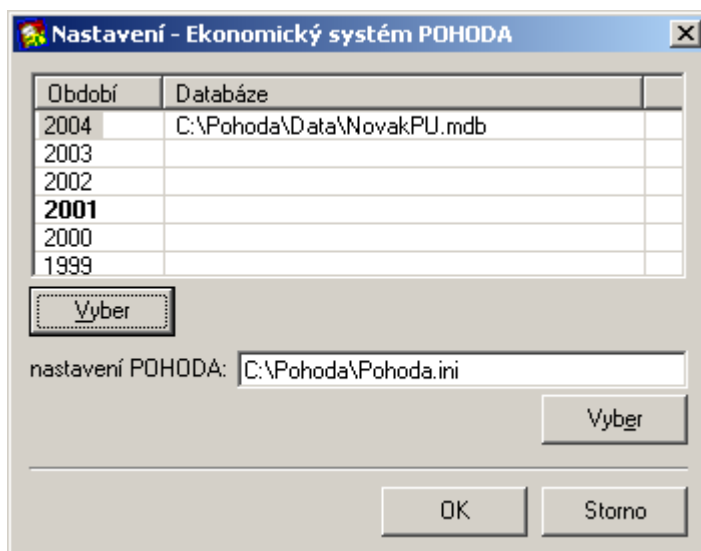 Nastavení - Ekonomický systém POHODA
Období Databáze
2004 C:\Pohoda\Data\NovakPU.mdb
2003
2002
2001
2000
1999
Vyber
nastavení POHODA: C:\Pohoda\Pohoda.ini
Vyber
OK Storno